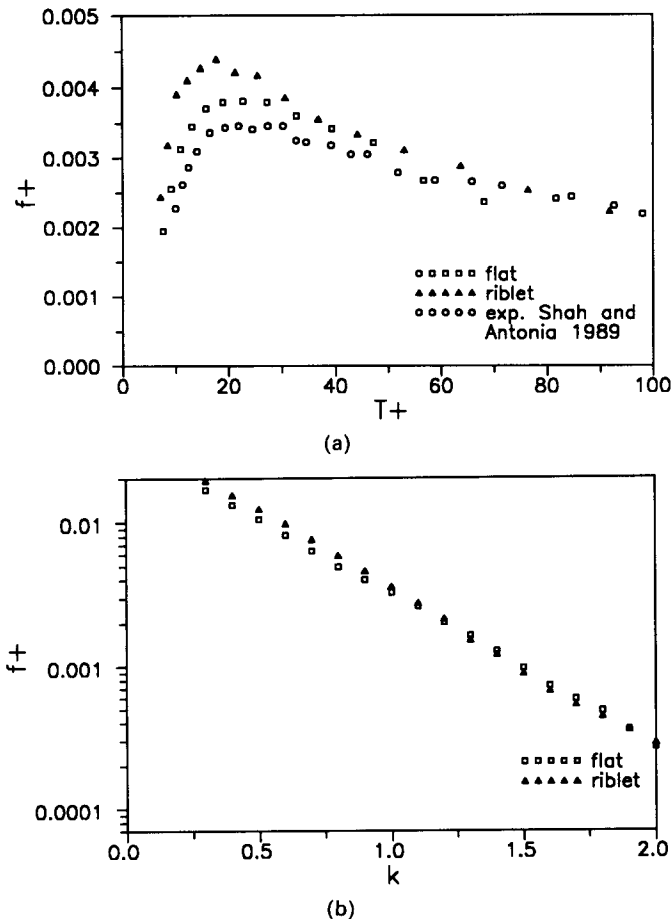 0.005
0.004
0.003
0.002
0.001
0.000
f+
0
20
40
60
80
100
T+
flat
riblet
exp. Shah and
Antonia 1989
(a)
0.01
0.001
0.0001
f+
0.0
0.5
1.0
1.5
2.0
k
flat
riblet
(b)